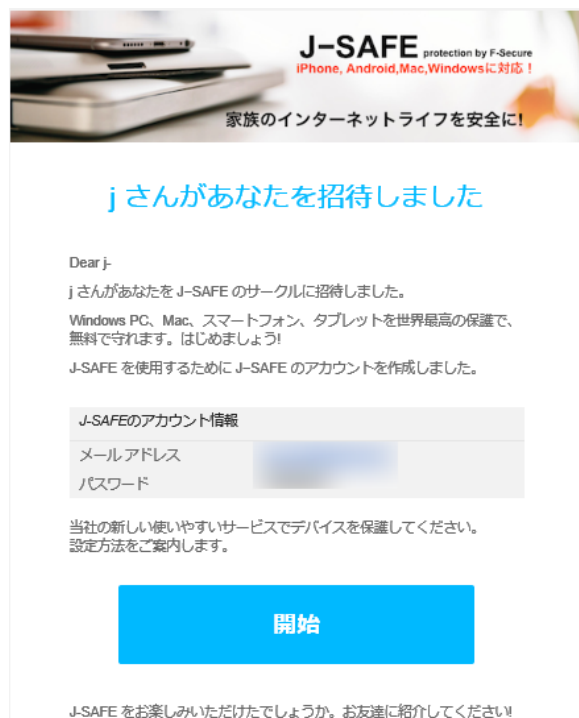 J-SAFE protection by F-Secure
iPhone, Android,Mac,Windowsに対応！
家族のインターネットライフを安全に!
j さんがあなたを招待しました
Dear j-
j さんがあなたを J-SAFE のサークルに招待しました。
Windows PC、Mac、スマートフォン、タブレットを世界最高の保護で、
無料で守れます。はじめましょう!
J-SAFE を使用するために J-SAFE のアカウントを作成しました。
J-SAFEのアカウント情報
メール アドレス
パスワード
当社の新しい使いやすいサービスでデバイスを保護してください。
設定方法をご案内します。
開始
J-SAFE をお楽しみいただけたでしょうか。お友達に紹介してください!